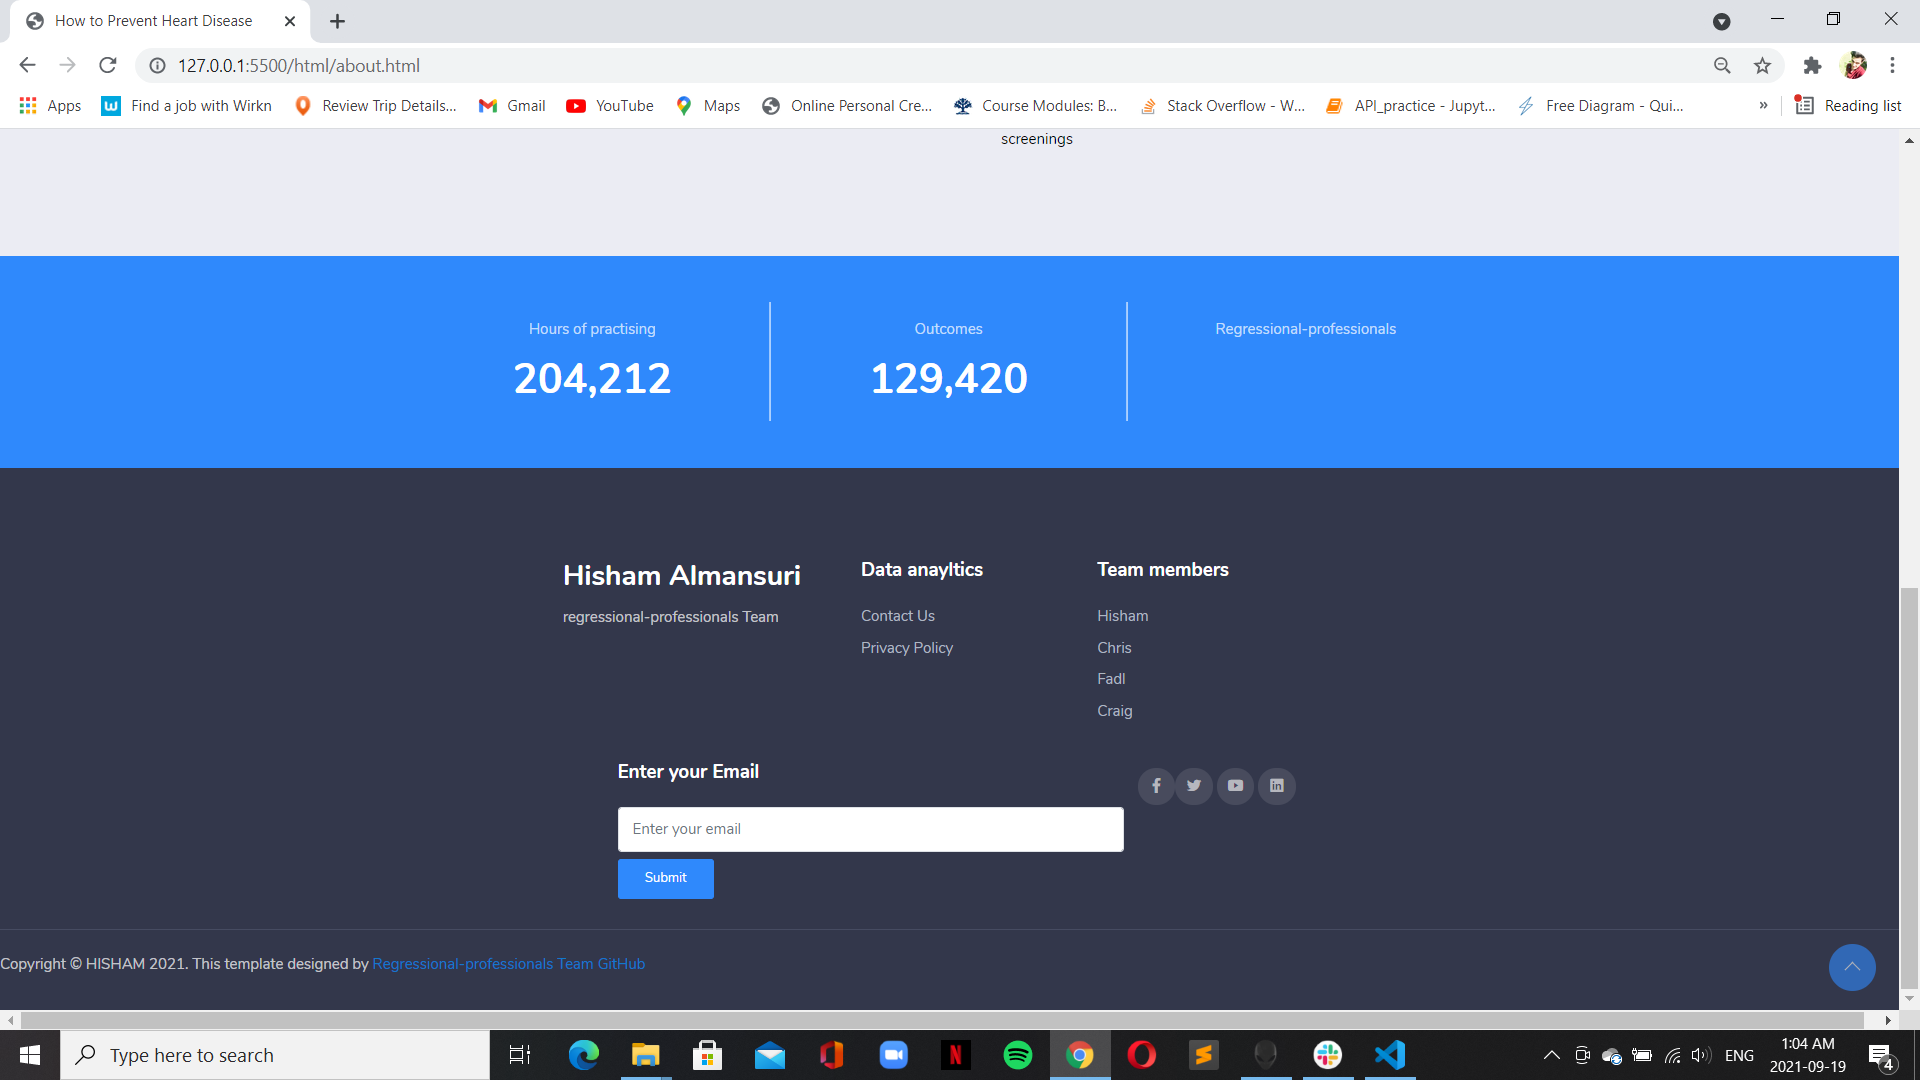 How to Prevent Heart Disease
127.0.0.1:5500/html/about.html
Apps Find a job with Wirkn Review Trip Details... Gmail YouTube Maps Online Personal Cre... Course Modules: B... Stack Overflow - W... API_practice - Jupyt... Free Diagram - Qui... » Reading list
screenings
Hours of practising
204,212
Outcomes
129,420
Regressional-professionals
Hisham Almansuri
regressional-professionals Team
Data anayltics
Contact Us
Privacy Policy
Team members
Hisham
Chris
Fadl
Craig
Enter your Email
Enter your email
Submit
Copyright © HISHAM 2021. This template designed by Regressional-professionals Team GitHub
Type here to search
ENG
1:04 AM
2021-09-19
4